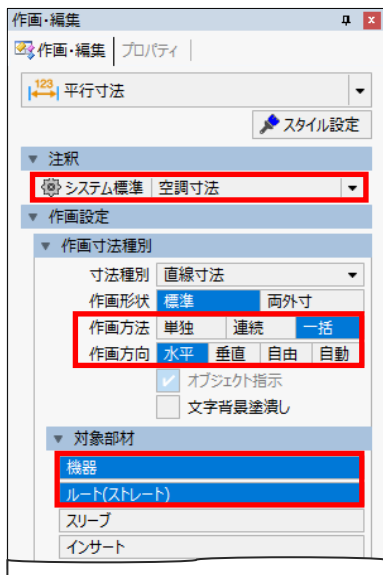 作画・編集
作画・編集 プロパティ
123 平行寸法
スタイル設定
注釈
システム標準 空調寸法
作画設定
作画寸法種別
寸法種別 直線寸法
作画形状 標準 両外寸
作画方法 単独 連続 一括
作画方向 水平 垂直 自由 自動
オブジェクト指示
文字背景塗潰し
対象部材
機器
ルート(ストレート)
スリーブ
インサート